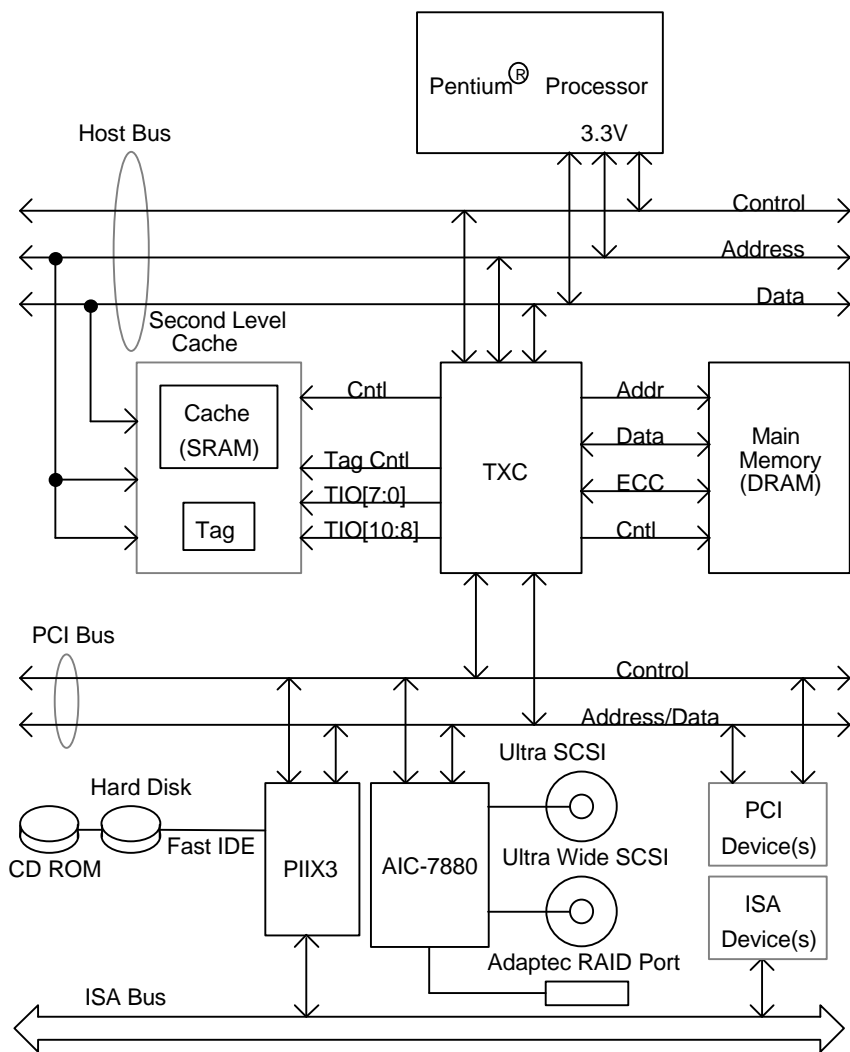 Pentium® Processor
3.3V
Host Bus
Control
Address
Data
Second Level
Cache
Cntl
Addr
Cache
(SRAM)
Data
Main
Memory
(DRAM)
TXC
Tag Cntl
ECC
TIO[7:0]
Tag
TIO[10:8]
Cntl
PCI Bus
Control
Address/Data
Ultra SCSI
Hard Disk
PCI
Device(s)
Fast IDE
CD ROM
PIIX3
AIC-7880
Ultra Wide SCSI
ISA
Device(s)
Adaptec RAID Port
ISA Bus